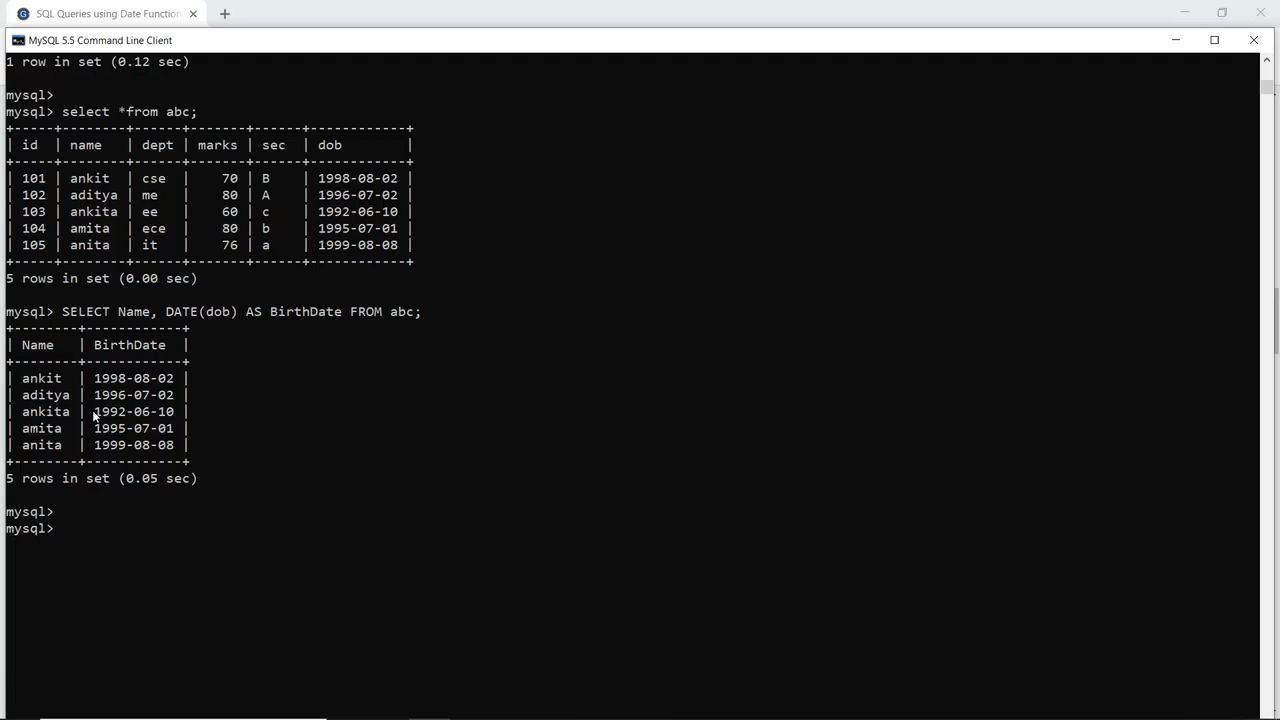 SQL Queries using Date Function
MySQL 5.5 Command Line Client
1 row in set (0.12 sec)
mysql>
mysql> select *from abc;
+-----+--------+------+-------+------+------------+
| id  | name   | dept | marks | sec  | dob        |
+-----+--------+------+-------+------+------------+
| 101 | ankit  | cse  |    70 | B    | 1998-08-02 |
| 102 | aditya | me   |    80 | A    | 1996-07-02 |
| 103 | ankita | ee   |    60 | c    | 1992-06-10 |
| 104 | amita  | ece  |    80 | b    | 1995-07-01 |
| 105 | anita  | it   |    76 | a    | 1999-08-08 |
+-----+--------+------+-------+------+------------+
5 rows in set (0.00 sec)
mysql> SELECT Name, DATE(dob) AS BirthDate FROM abc;
+--------+------------+
| Name   | BirthDate  |
+--------+------------+
| ankit  | 1998-08-02 |
| aditya | 1996-07-02 |
| ankita | 1992-06-10 |
| amita  | 1995-07-01 |
| anita  | 1999-08-08 |
+--------+------------+
5 rows in set (0.05 sec)
mysql>
mysql>